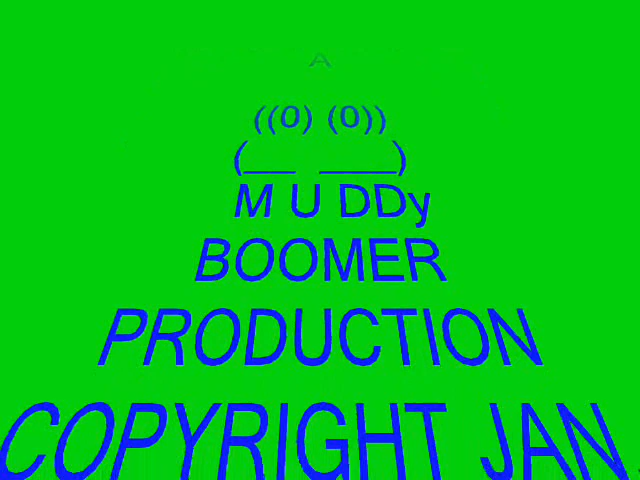 A
((0) (0))
(___ ____)
M U DDy
BOOMER
PRODUCTION
COPYRIGHT JAN